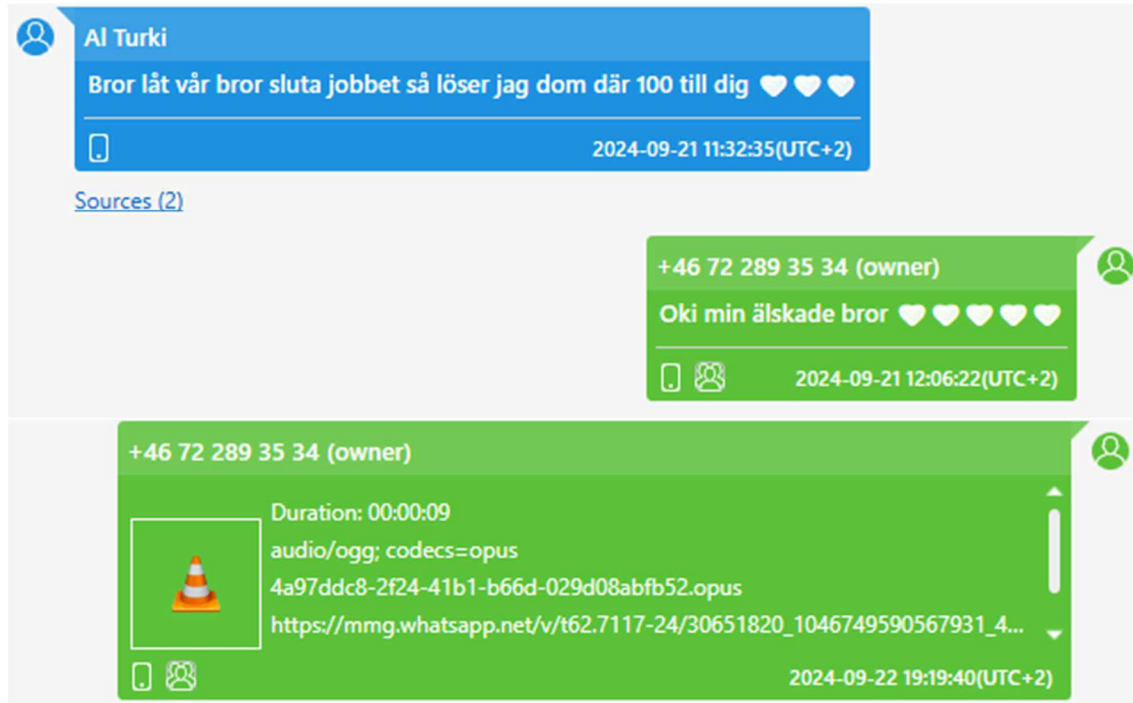 Al Turki
Bror låt vår bror sluta jobbet så löser jag dom där 100 till dig 🤍🤍🤍
2024-09-21 11:32:35(UTC+2)
Sources (2)
+46 72 289 35 34 (owner)
Oki min älskade bror 🤍🤍🤍🤍🤍
2024-09-21 12:06:22(UTC+2)
+46 72 289 35 34 (owner)
Duration: 00:00:09
audio/ogg; codecs=opus
4a97ddc8-2f24-41b1-b66d-029d08abfb52.opus
https://mmg.whatsapp.net/v/t62.7117-24/30651820_1046749590567931_4...
2024-09-22 19:19:40(UTC+2)